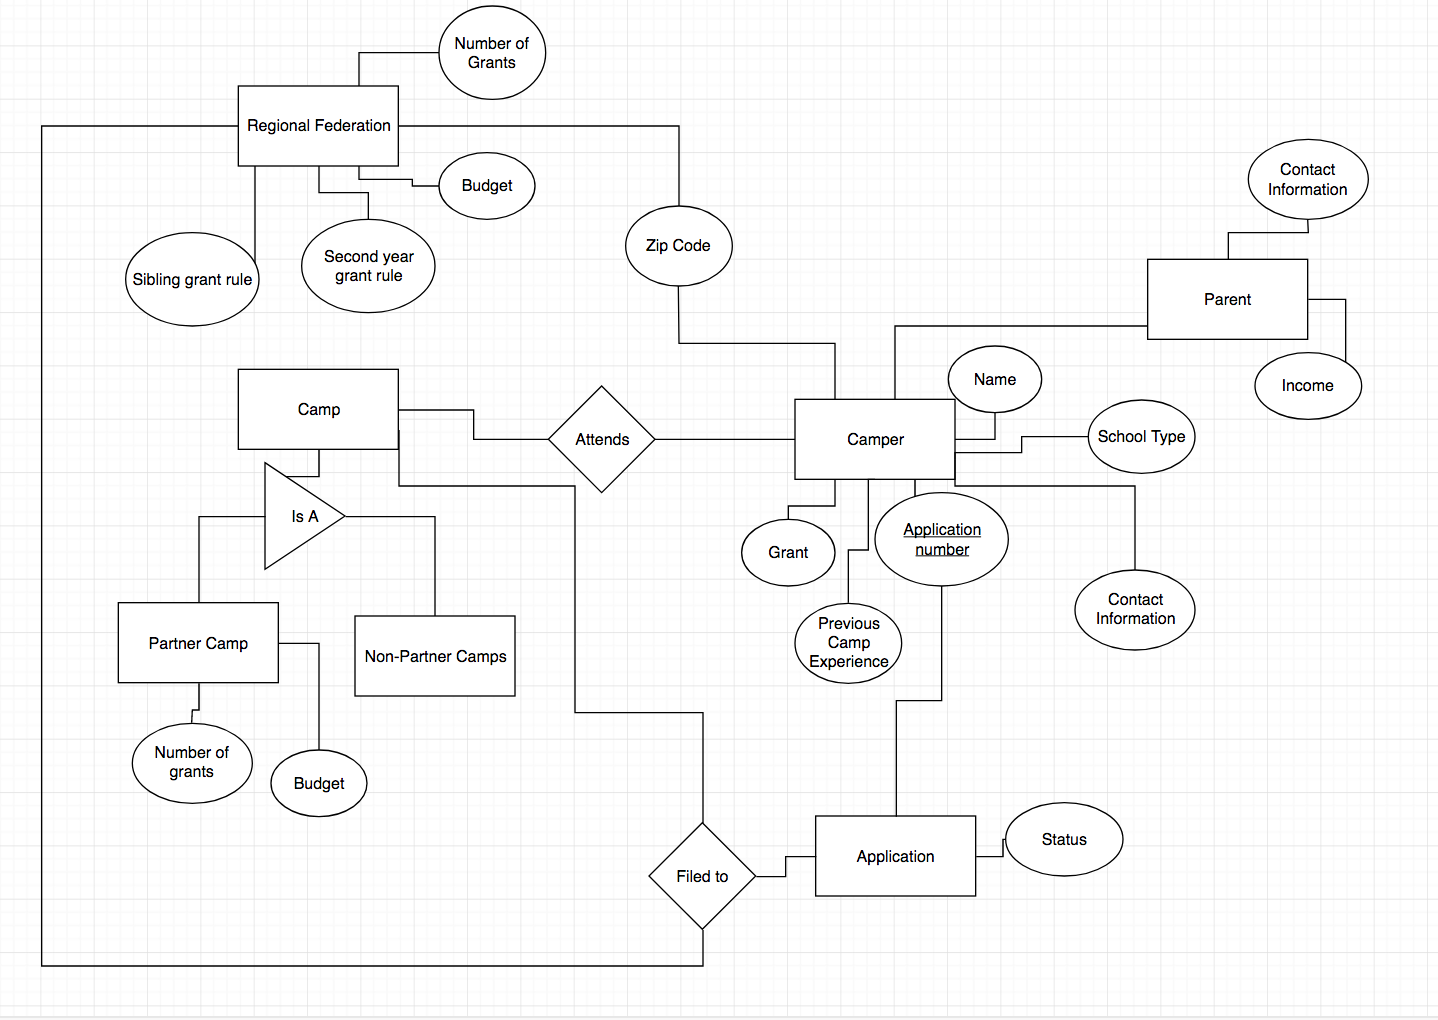 Number of
Grants
Regional Federation
Budget
Sibling grant rule
Second year
grant rule
Zip Code
Contact
Information
Parent
Income
Camp
Attends
Camper
Name
School Type
Is A
Grant
Application
number
Previous
Camp
Experience
Contact
Information
Partner Camp
Non-Partner Camps
Number of
grants
Budget
Filed to
Application
Status